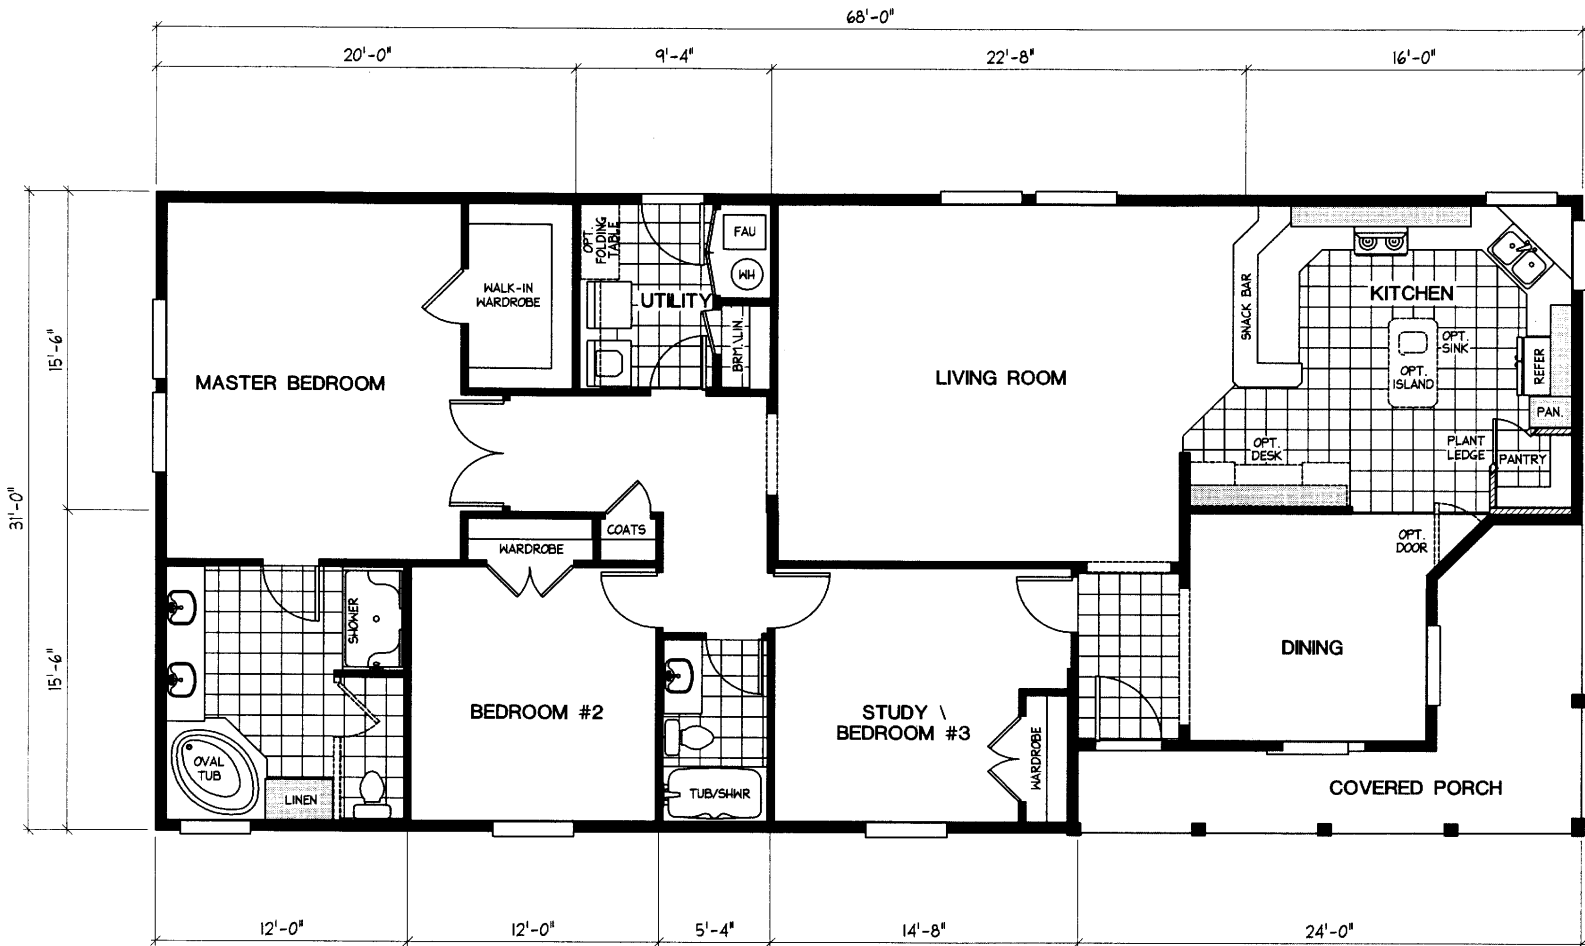 68'-0"
20'-0"
9'-4"
22'-8"
16'-0"
31'-0"
15'-6"
15'-6"
MASTER BEDROOM
WALK-IN
WARDROBE
OPT.
FOLDING
TABLE
UTILITY
FAU
WH
BRM.\LIN.
LIVING ROOM
SNACK BAR
KITCHEN
OPT.
SINK
OPT.
ISLAND
REFER
PAN.
PLANT
LEDGE
PANTRY
OPT.
DESK
OPT.
DOOR
COATS
WARDROBE
SHOWER
OVAL
TUB
LINEN
BEDROOM #2
TUB/SHWR
STUDY \
BEDROOM #3
WARDROBE
DINING
COVERED PORCH
12'-0"
12'-0"
5'-4"
14'-8"
24'-0"